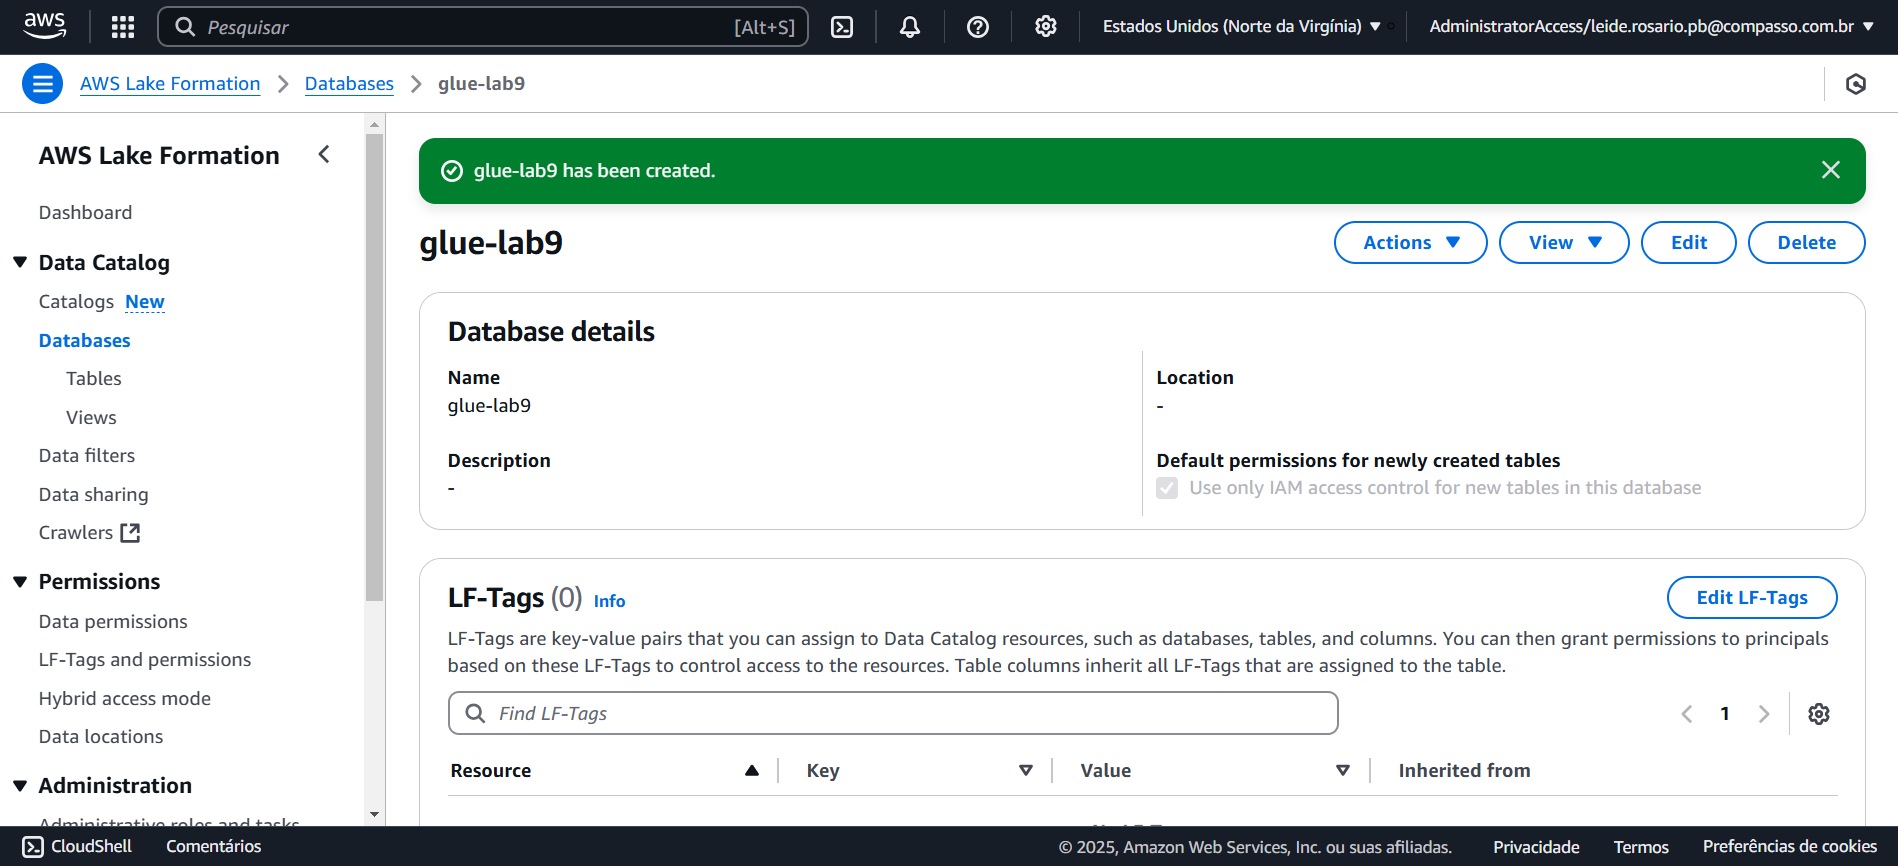 aws
Pesquisar [Alt+S]
Estados Unidos (Norte da Virgínia)
AdministratorAccess/leide.rosario.pb@compasso.com.br
AWS Lake Formation
Databases
glue-lab9
AWS Lake Formation
Dashboard
Data Catalog
Catalogs New
Databases
Tables
Views
Data filters
Data sharing
Crawlers
Permissions
Data permissions
LF-Tags and permissions
Hybrid access mode
Data locations
Administration
Administrative roles and tasks
glue-lab9 has been created.
glue-lab9
Actions
View
Edit
Delete
Database details
Name
glue-lab9
Location
-
Description
-
Default permissions for newly created tables
Use only IAM access control for new tables in this database
LF-Tags (0) Info
Edit LF-Tags
LF-Tags are key-value pairs that you can assign to Data Catalog resources, such as databases, tables, and columns. You can then grant permissions to principals
based on these LF-Tags to control access to the resources. Table columns inherit all LF-Tags that are assigned to the table.
Find LF-Tags
1
Resource Key Value Inherited from
CloudShell
Comentários
© 2025, Amazon Web Services, Inc. ou suas afiliadas.
Privacidade
Termos
Preferências de cookies